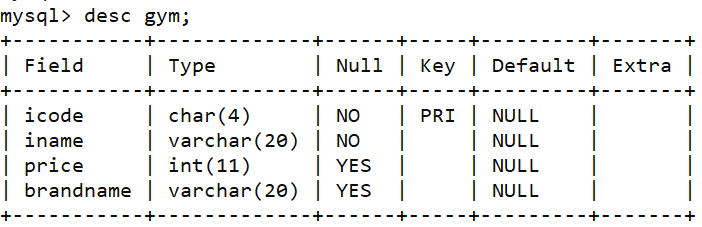 mysql> desc gym;
+-----------+-------------+------+-----+---------+-------+
| Field     | Type        | Null | Key | Default | Extra |
+-----------+-------------+------+-----+---------+-------+
| icode     | char(4)     | NO   | PRI | NULL    |       |
| iname     | varchar(20) | NO   |     | NULL    |       |
| price     | int(11)     | YES  |     | NULL    |       |
| brandname | varchar(20) | YES  |     | NULL    |       |
+-----------+-------------+------+-----+---------+-------+